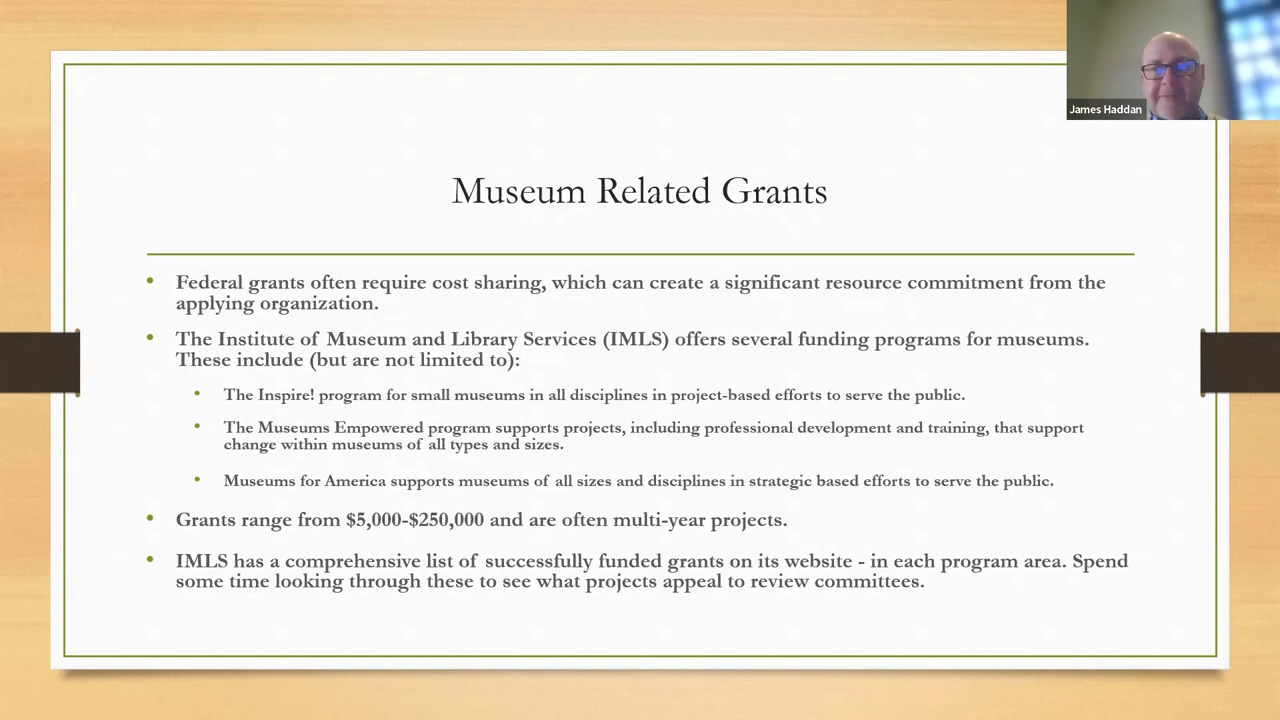 James Haddan
Museum Related Grants
• Federal grants often require cost sharing, which can create a significant resource commitment from the
applying organization.
• The Institute of Museum and Library Services (IMLS) offers several funding programs for museums.
These include (but are not limited to):
• The Inspire! program for small museums in all disciplines in project-based efforts to serve the public.
• The Museums Empowered program supports projects, including professional development and training, that support
change within museums of all types and sizes.
• Museums for America supports museums of all sizes and disciplines in strategic based efforts to serve the public.
• Grants range from $5,000-$250,000 and are often multi-year projects.
• IMLS has a comprehensive list of successfully funded grants on its website - in each program area. Spend
some time looking through these to see what projects appeal to review committees.